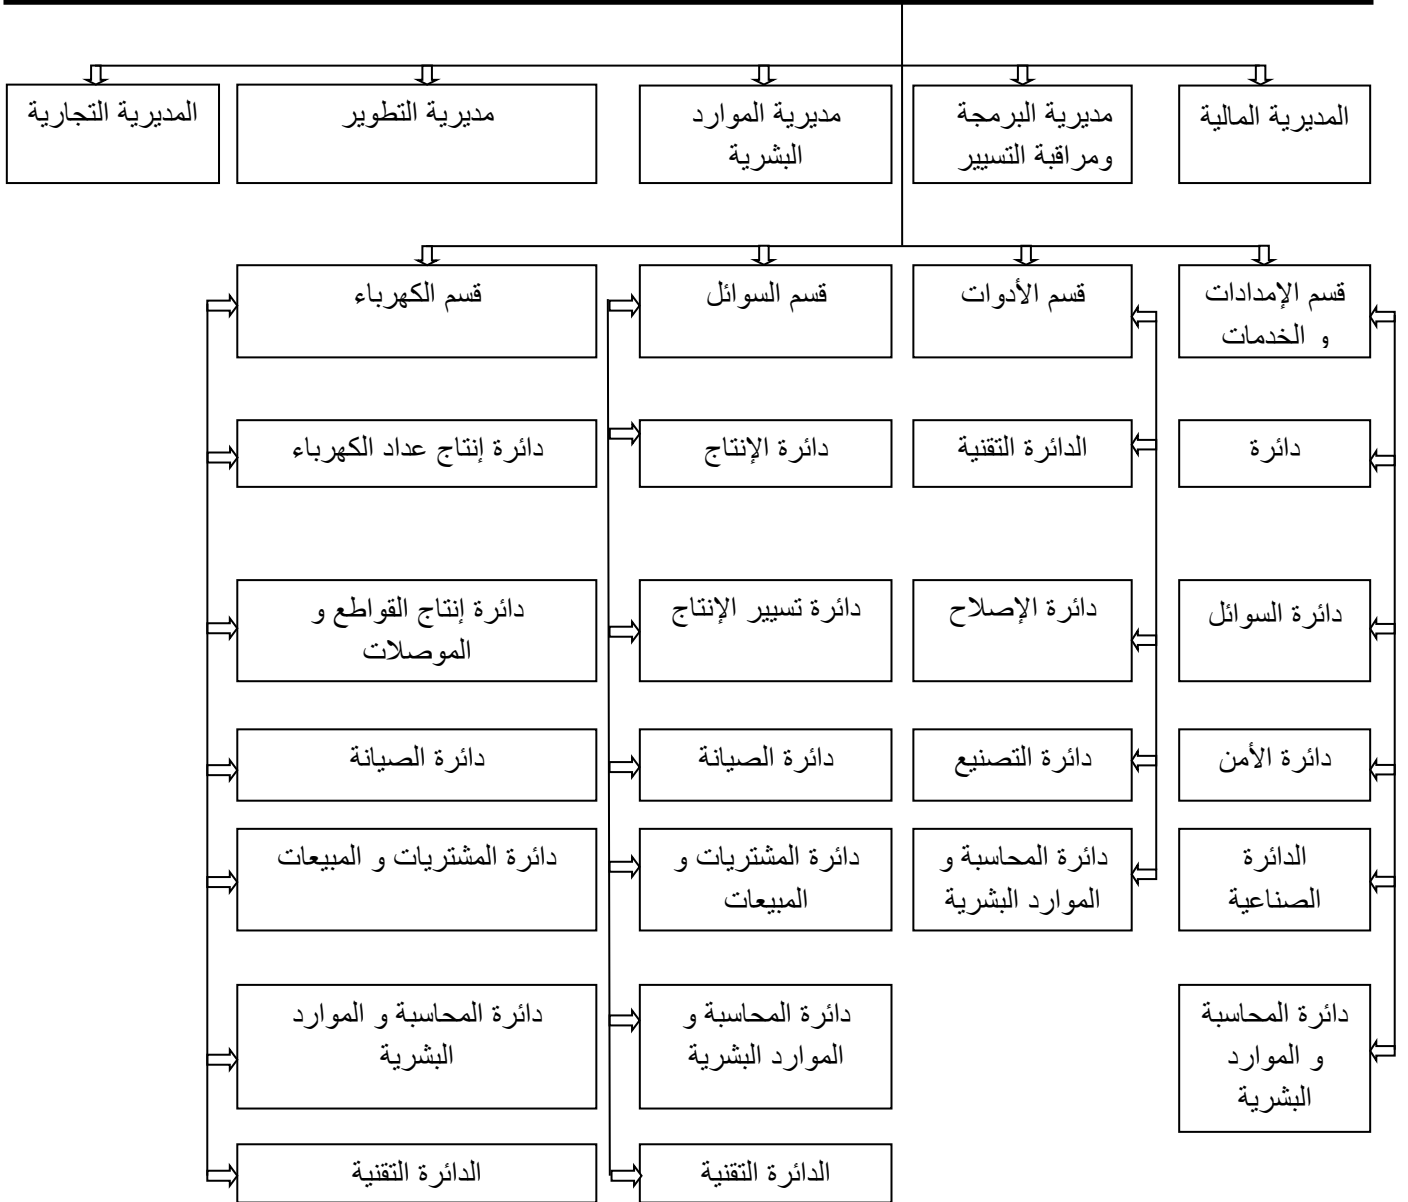 المديرية المالية
مديرية البرمجة
ومراقبة التسيير
مديرية الموارد
البشرية
مديرية التطوير
المديرية التجارية
قسم الإمدادات
و الخدمات
قسم الأدوات
قسم السوائل
قسم الكهرباء
دائرة
الدائرة التقنية
دائرة الإنتاج
دائرة إنتاج عداد الكهرباء
دائرة السوائل
دائرة الإصلاح
دائرة تسيير الإنتاج
دائرة إنتاج القواطع و
الموصلات
دائرة الأمن
دائرة التصنيع
دائرة الصيانة
دائرة الصيانة
الدائرة
الصناعية
دائرة المحاسبة و
الموارد البشرية
دائرة المشتريات و
المبيعات
دائرة المشتريات و المبيعات
دائرة المحاسبة
و الموارد
البشرية
دائرة المحاسبة و
الموارد البشرية
دائرة المحاسبة و الموارد
البشرية
الدائرة التقنية
الدائرة التقنية